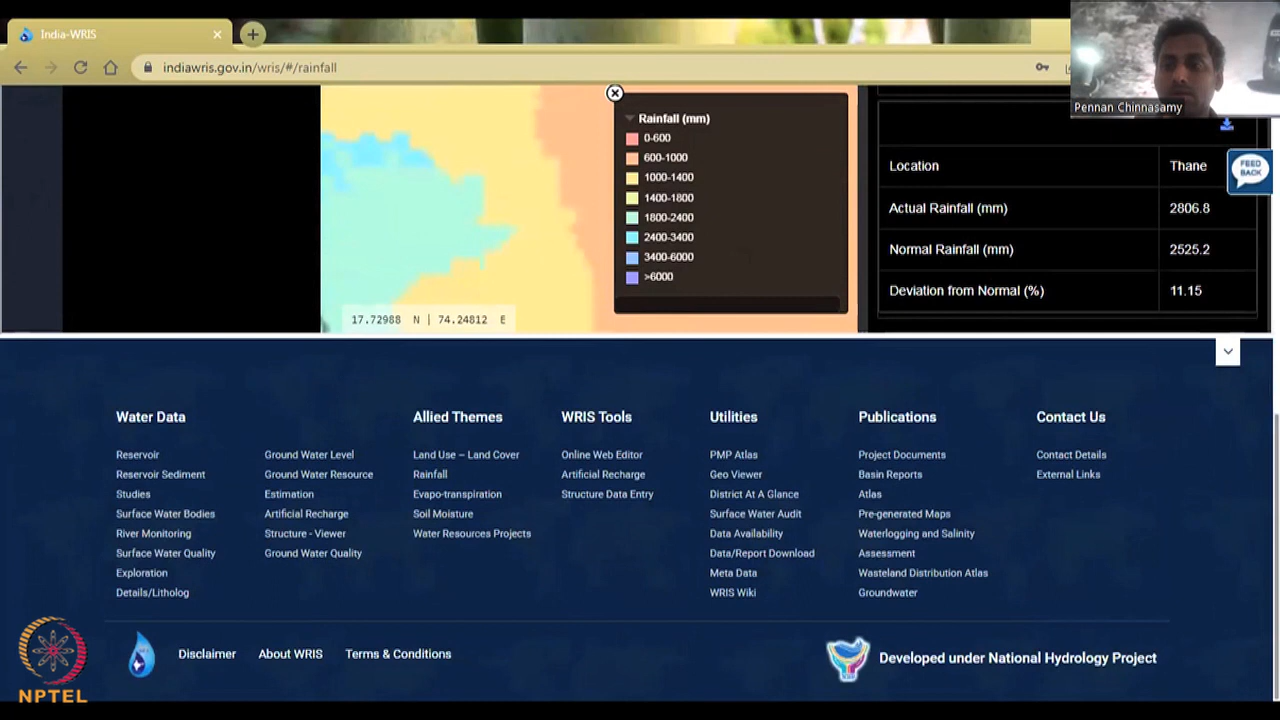 India-WRIS
indiawris.gov.in/wris/#/rainfall
Pennan Chinnasamy
FEED
BACK
Rainfall (mm)
0-600
600-1000
1000-1400
1400-1800
1800-2400
2400-3400
3400-6000
>6000
17.72988 N | 74.24812 E
Location Thane
Actual Rainfall (mm) 2806.8
Normal Rainfall (mm) 2525.2
Deviation from Normal (%) 11.15
Water Data
Reservoir
Reservoir Sediment
Studies
Surface Water Bodies
River Monitoring
Surface Water Quality
Exploration
Details/Litholog
Ground Water Level
Ground Water Resource
Estimation
Artificial Recharge
Structure - Viewer
Ground Water Quality
Allied Themes
Land Use – Land Cover
Rainfall
Evapo-transpiration
Soil Moisture
Water Resources Projects
WRIS Tools
Online Web Editor
Artificial Recharge
Structure Data Entry
Utilities
PMP Atlas
Geo Viewer
District At A Glance
Surface Water Audit
Data Availability
Data/Report Download
Meta Data
WRIS Wiki
Publications
Project Documents
Basin Reports
Atlas
Pre-generated Maps
Waterlogging and Salinity
Assessment
Wasteland Distribution Atlas
Groundwater
Contact Us
Contact Details
External Links
Disclaimer
About WRIS
Terms & Conditions
Developed under National Hydrology Project
NPTEL